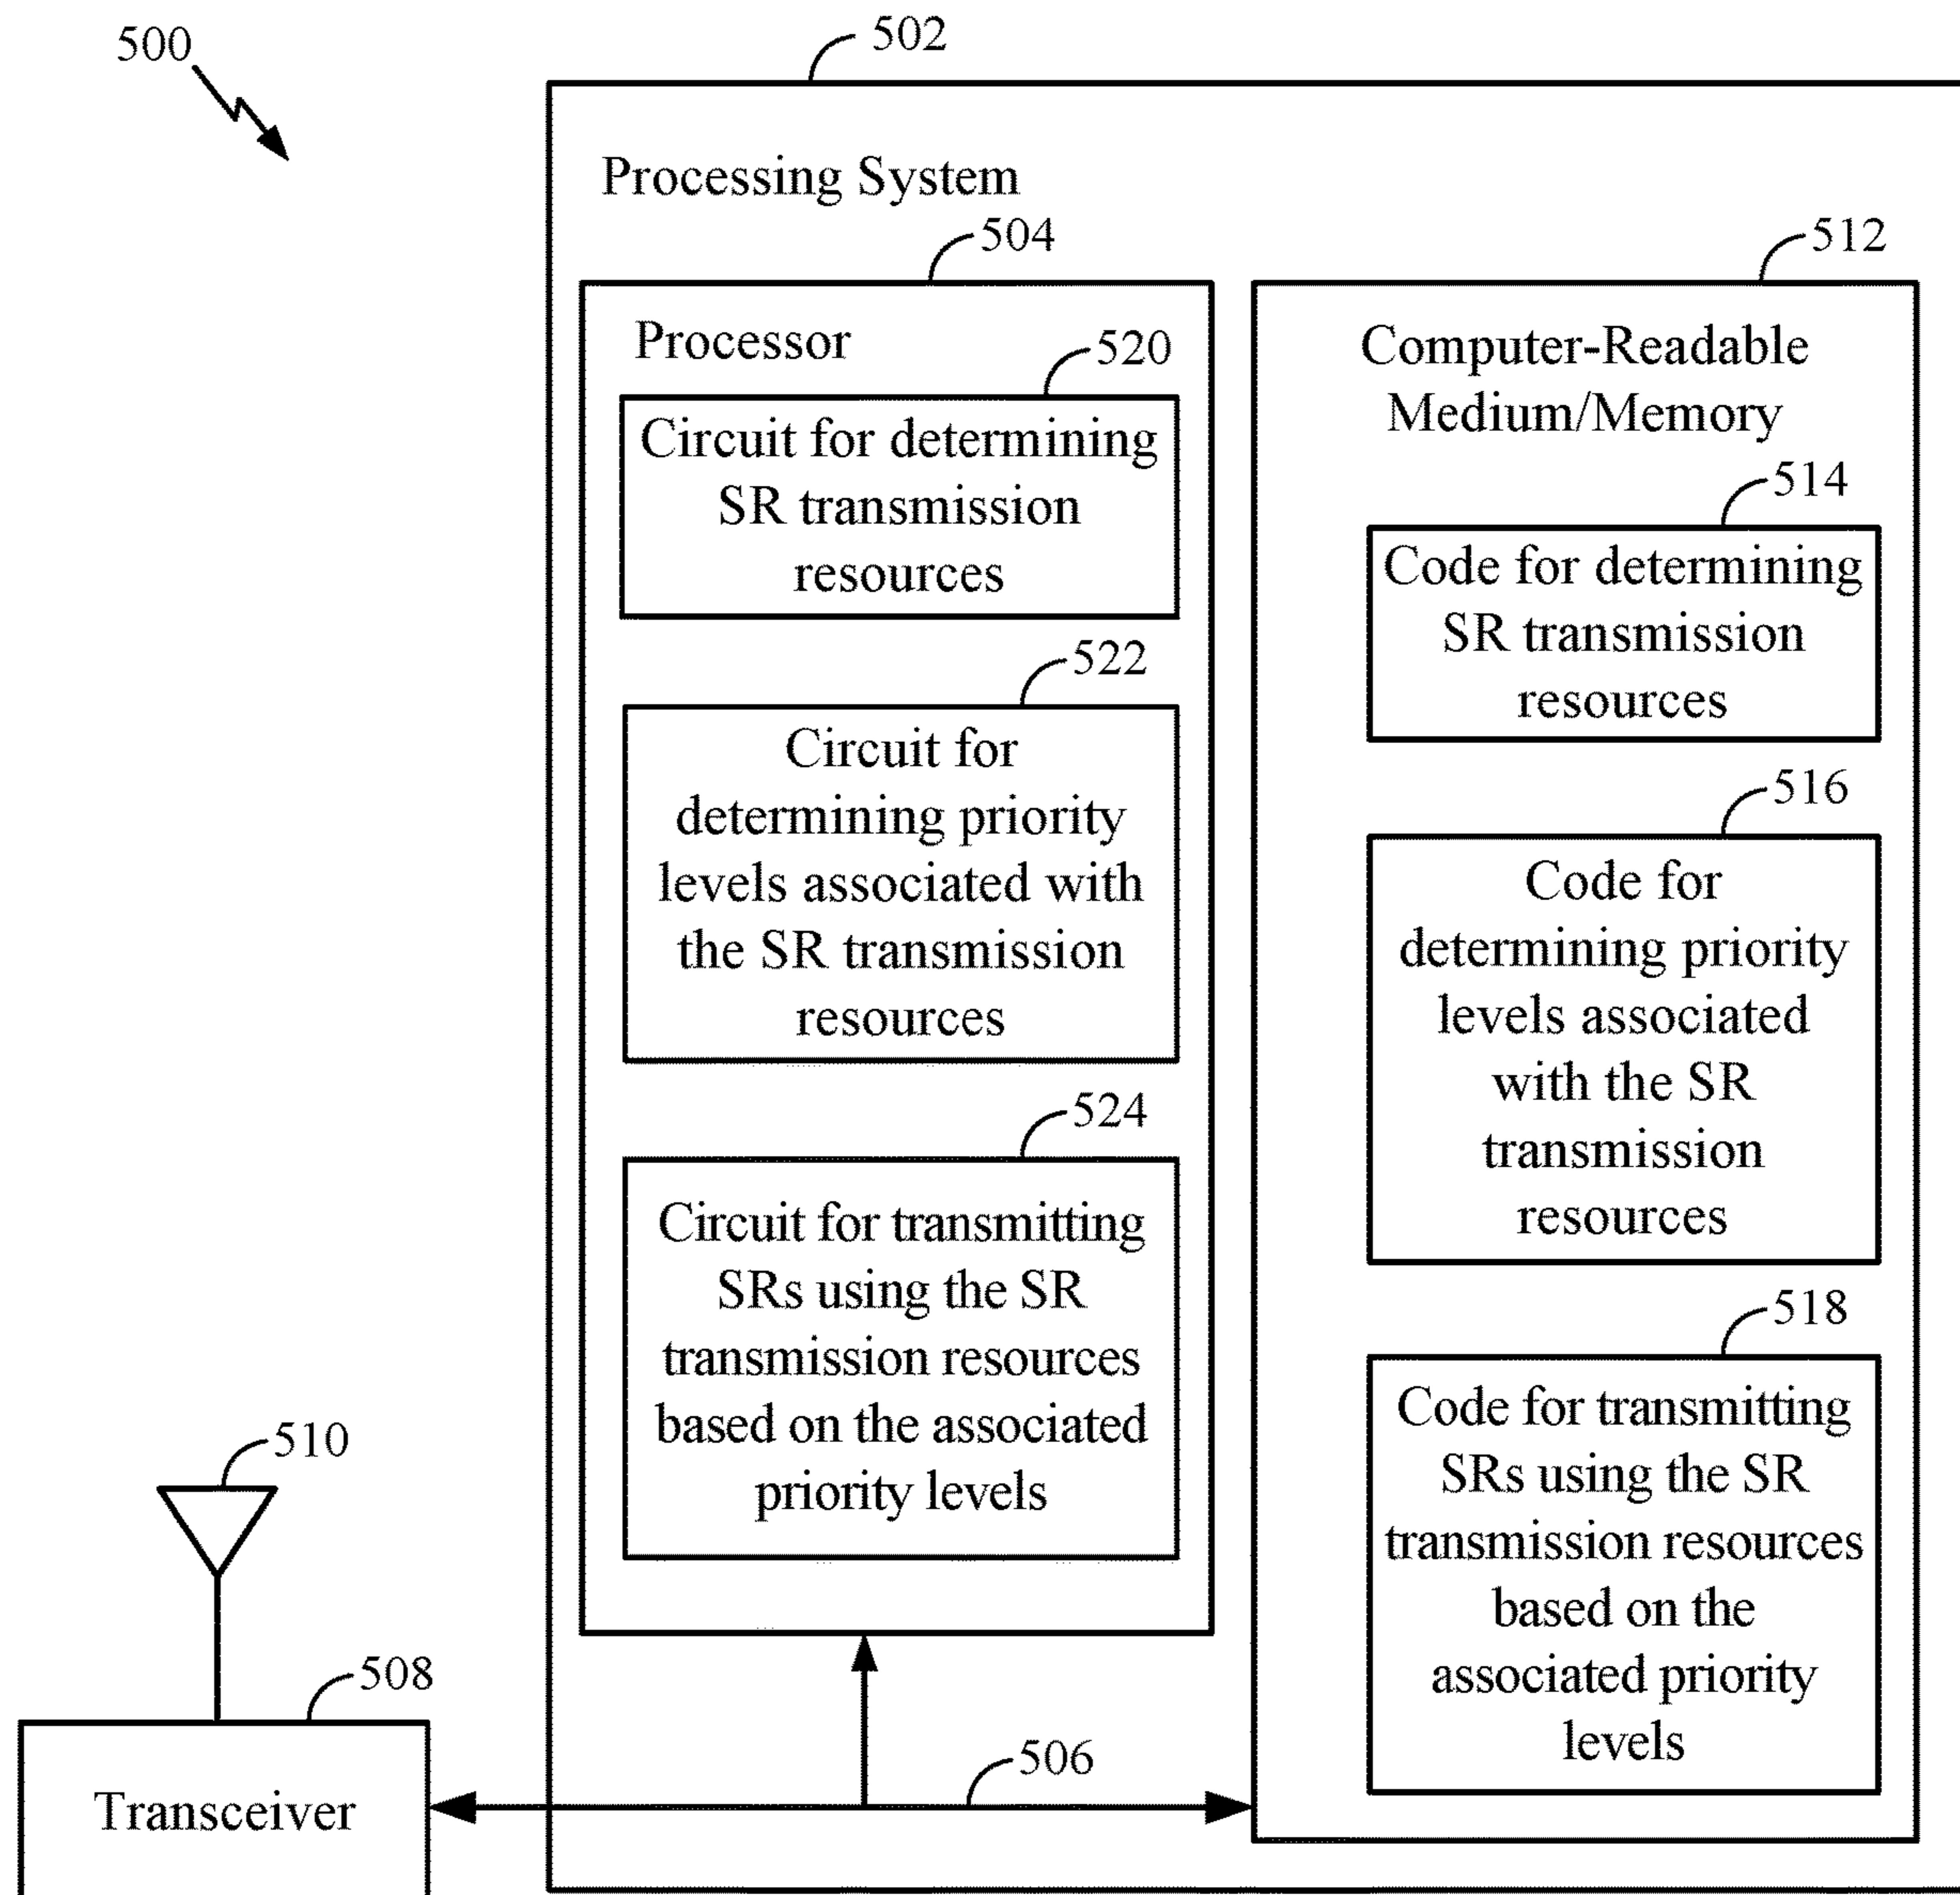 500
502
Processing System
504
Processor
520
Circuit for determining
SR transmission
resources
522
Circuit for
determining priority
levels associated with
the SR transmission
resources
524
Circuit for transmitting
SRs using the SR
transmission resources
based on the associated
priority levels
512
Computer-Readable
Medium/Memory
514
Code for determining
SR transmission
resources
516
Code for
determining priority
levels associated
with the SR
transmission
resources
518
Code for transmitting
SRs using the SR
transmission resources
based on the
associated priority
levels
510
508
Transceiver
506